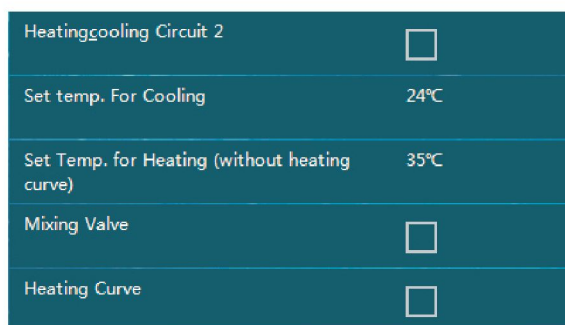 Heatingcooling Circuit 2
Set temp. For Cooling 24℃
Set Temp. for Heating (without heating 35℃
curve)
Mixing Valve
Heating Curve